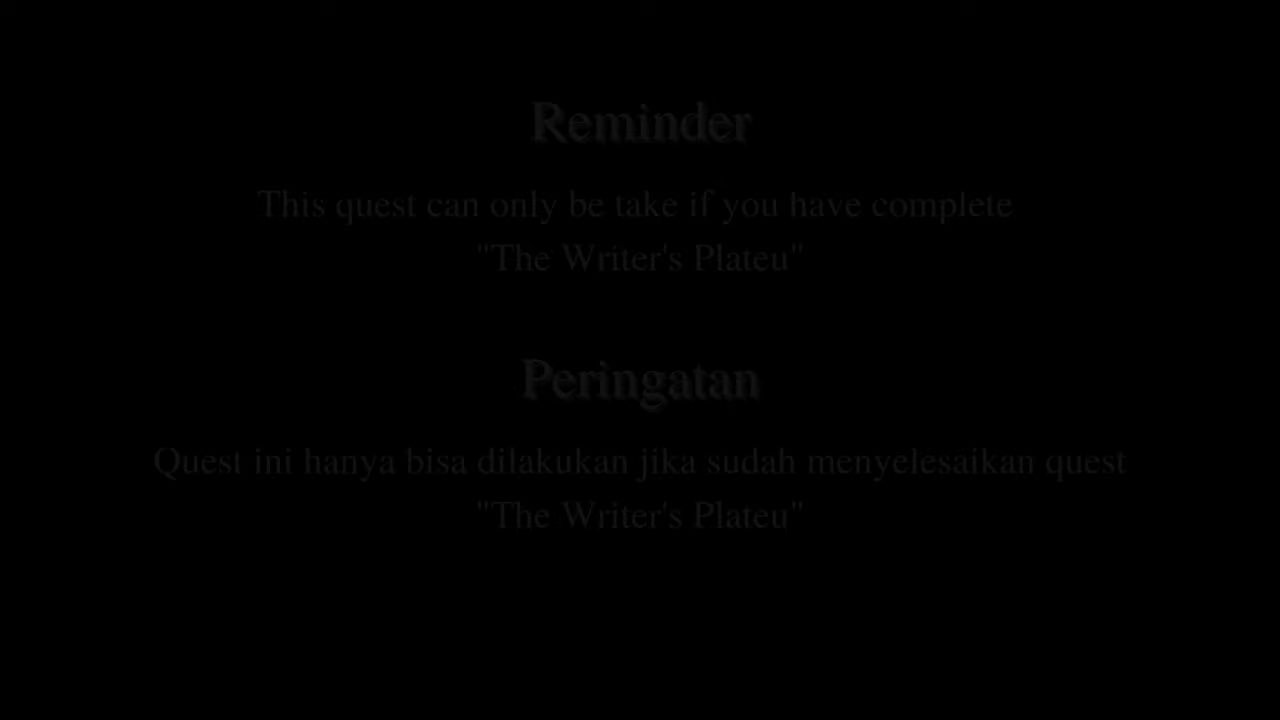 Reminder
This quest can only be take if you have complete
"The Writer's Plateu"
Peringatan
Quest ini hanya bisa dilakukan jika sudah menyelesaikan quest
"The Writer's Plateu"